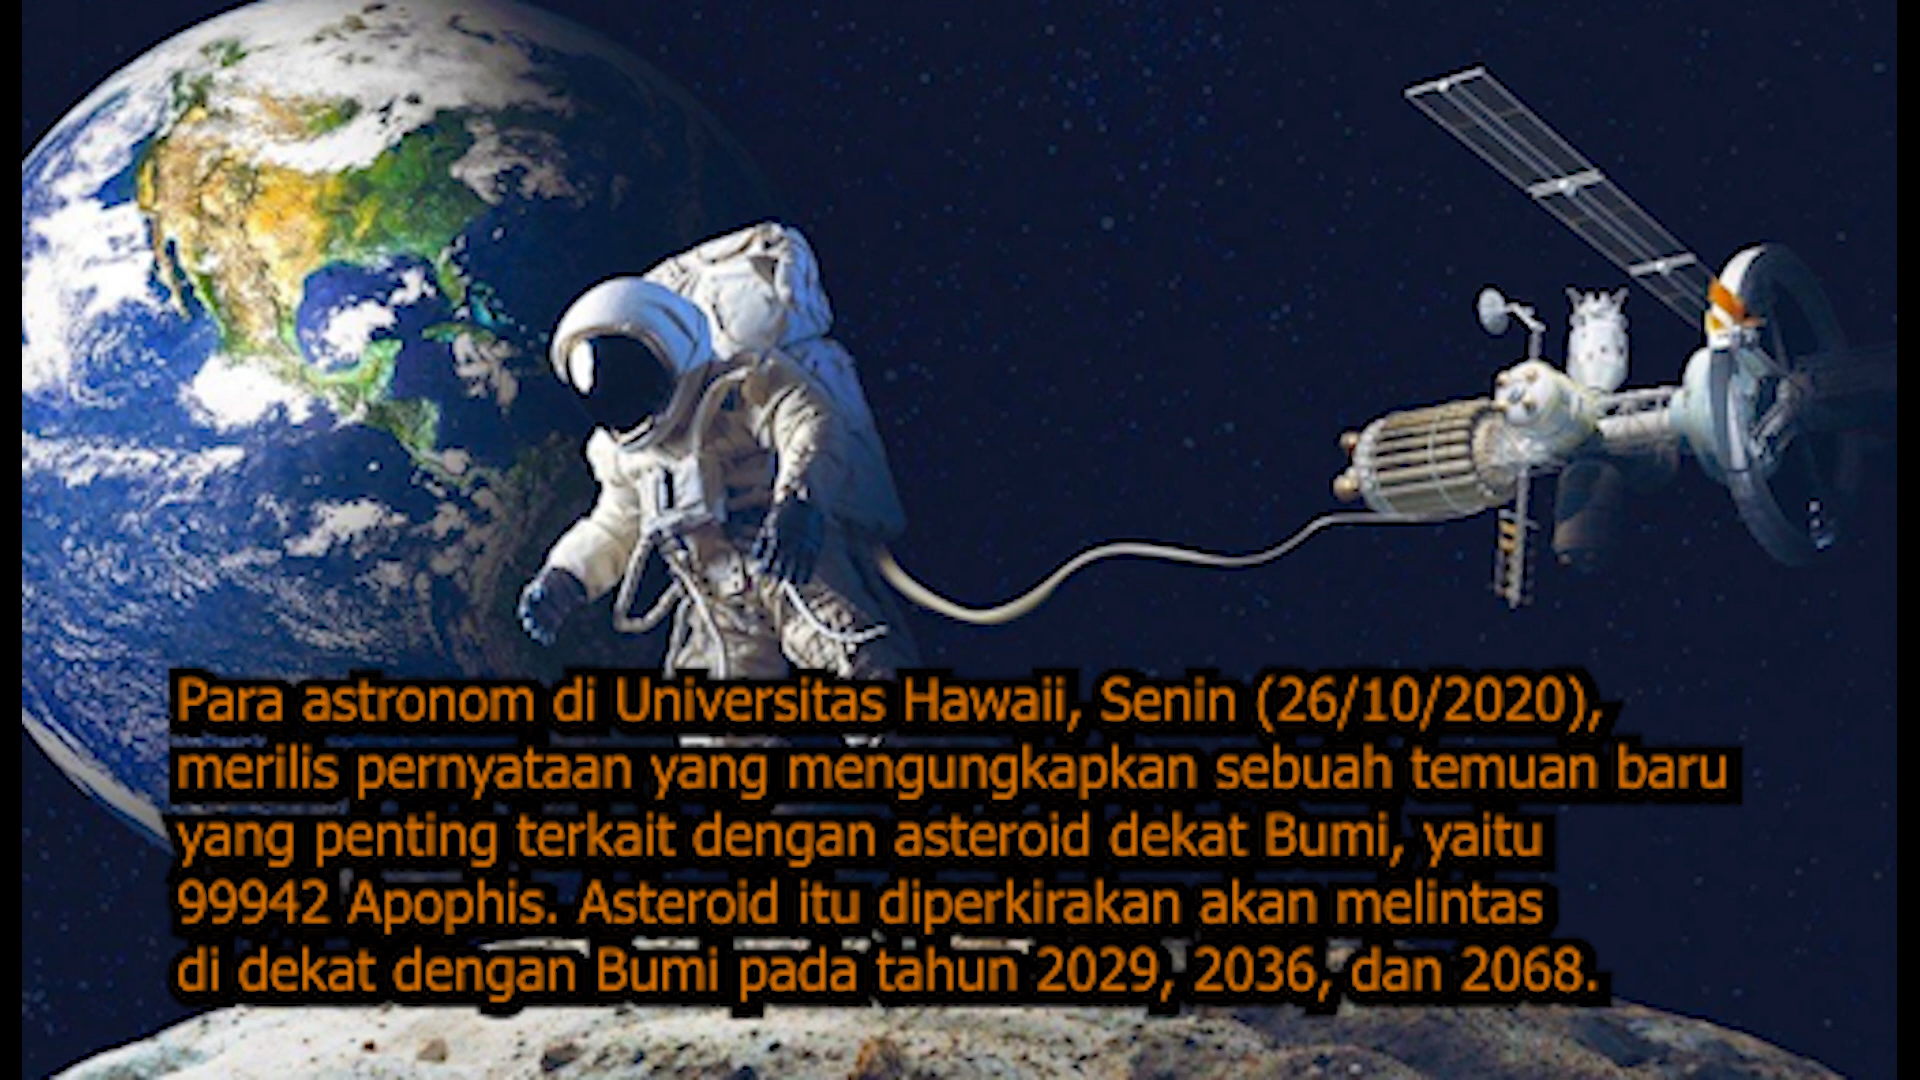 Para astronom di Universitas Hawaii, Senin (26/10/2020),
merilis pernyataan yang mengungkapkan sebuah temuan baru
yang penting terkait dengan asteroid dekat Bumi, yaitu
99942 Apophis. Asteroid itu diperkirakan akan melintas
di dekat dengan Bumi pada tahun 2029, 2036, dan 2068.